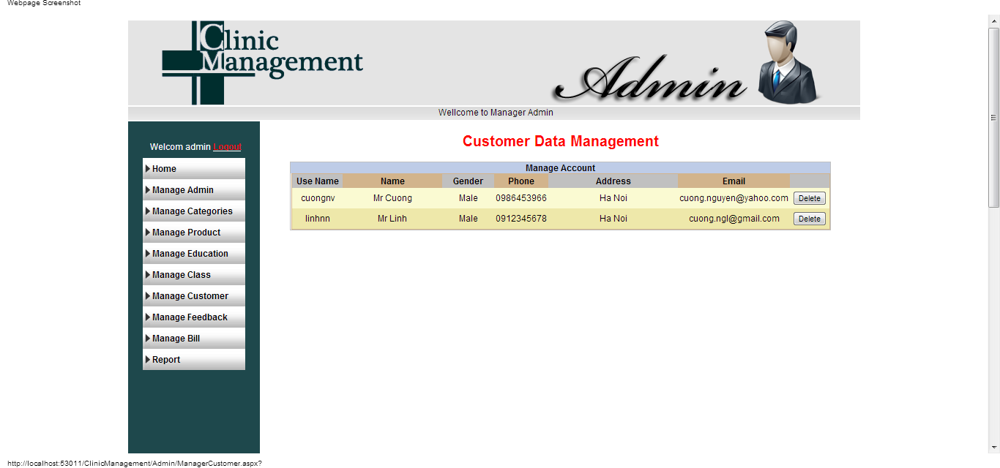 Webpage Screenshot
Clinic
Management
Admin
Wellcome to Manager Admin
Welcom admin Logout
Home
Manage Admin
Manage Categories
Manage Product
Manage Education
Manage Class
Manage Customer
Manage Feedback
Manage Bill
Report
Customer Data Management
Manage Account
Use Name Name Gender Phone Address Email
cuongnv Mr Cuong Male 0986453966 Ha Noi cuong.nguyen@yahoo.com Delete
linhnn Mr Linh Male 0912345678 Ha Noi cuong.ngl@gmail.com Delete
http://localhost:53011/ClinicManagement/Admin/ManagerCustomer.aspx?